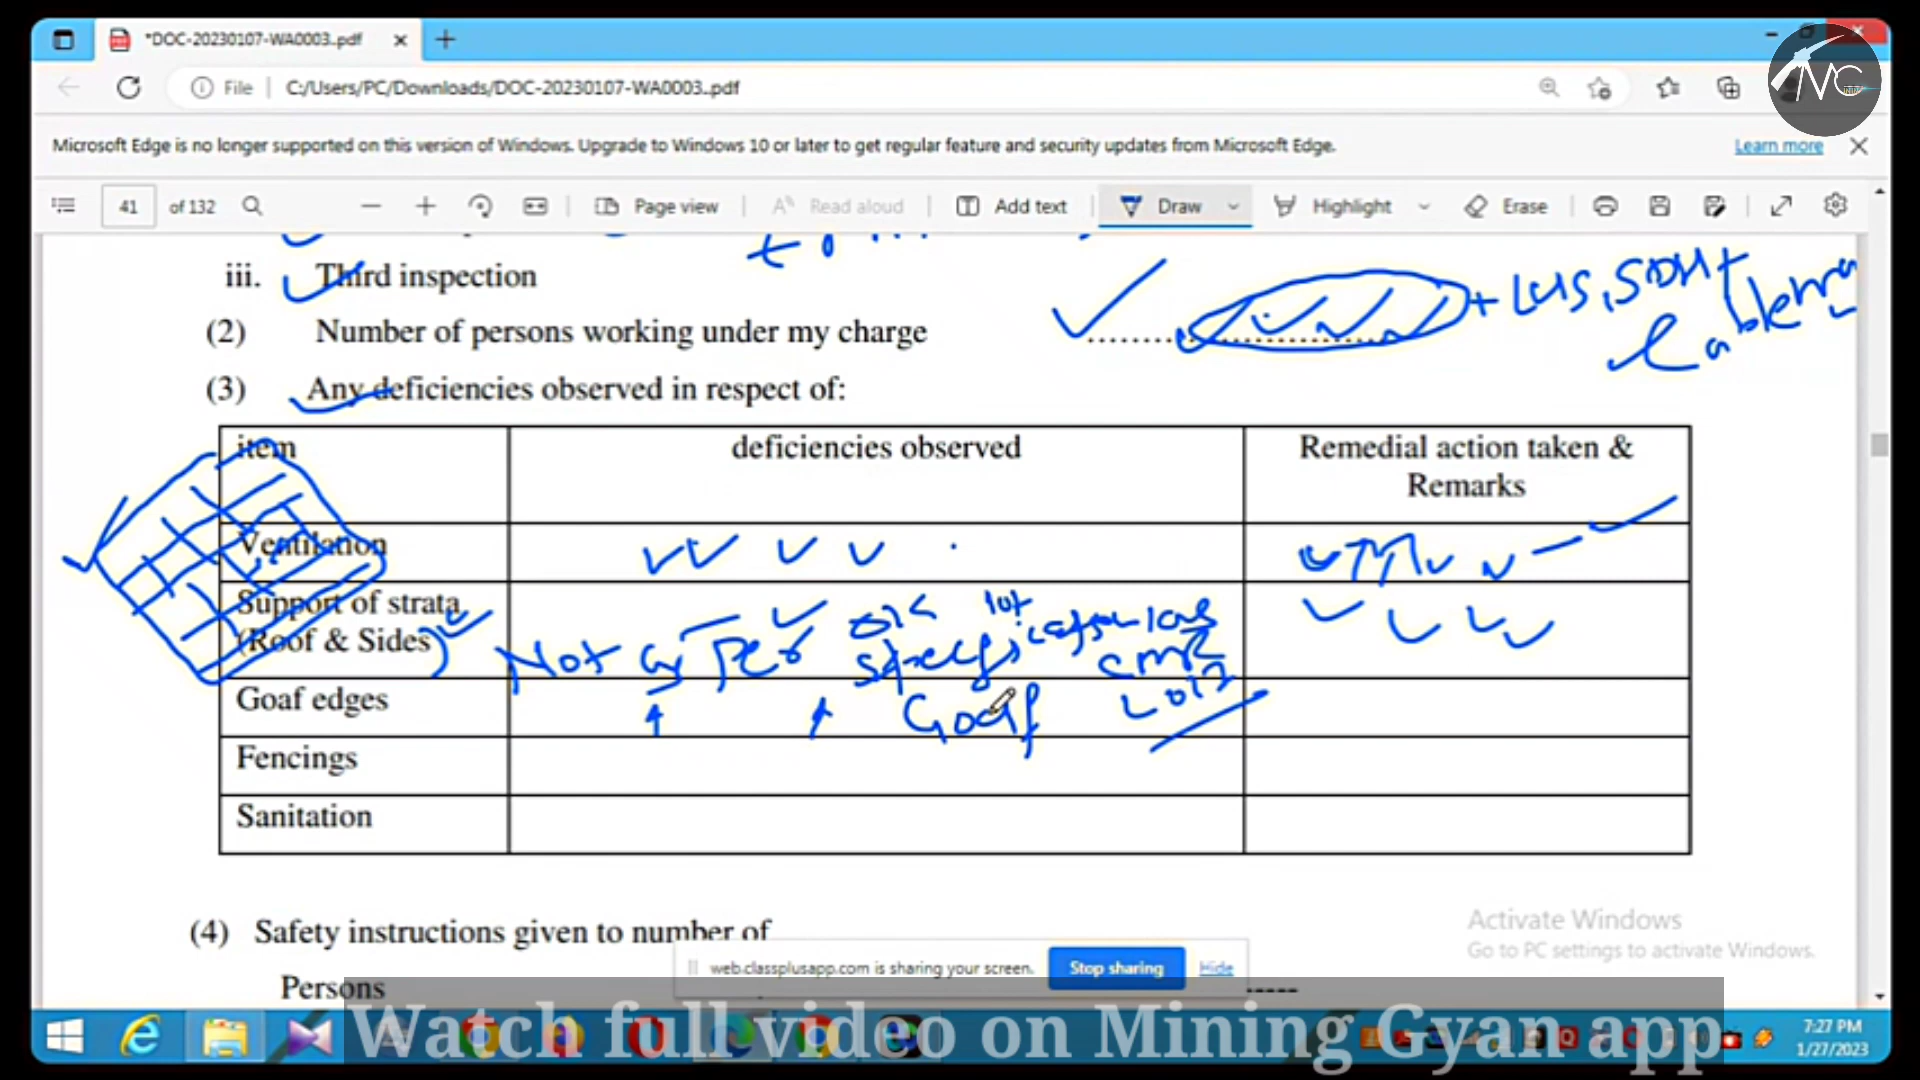 *DOC-20230107-WA0003..pdf
File | C:/Users/PC/Downloads/DOC-20230107-WA0003..pdf
Microsoft Edge is no longer supported on this version of Windows. Upgrade to Windows 10 or later to get regular feature and security updates from Microsoft Edge. Learn more
41 of 132 Page view Read aloud Add text Draw Highlight Erase
iii. Third inspection
(2) Number of persons working under my charge
(3) Any deficiencies observed in respect of:
item deficiencies observed Remedial action taken & Remarks
Ventilation
Support of strata
(Roof & Sides)
Not as per
Goaf edges Goaf
Fencings
Sanitation
(4) Safety instructions given to number of
Persons
Activate Windows
Go to PC settings to activate Windows.
web.classplusapp.com is sharing your screen. Stop sharing Hide
Watch full video on Mining Gyan app
7:27 PM
1/27/2023